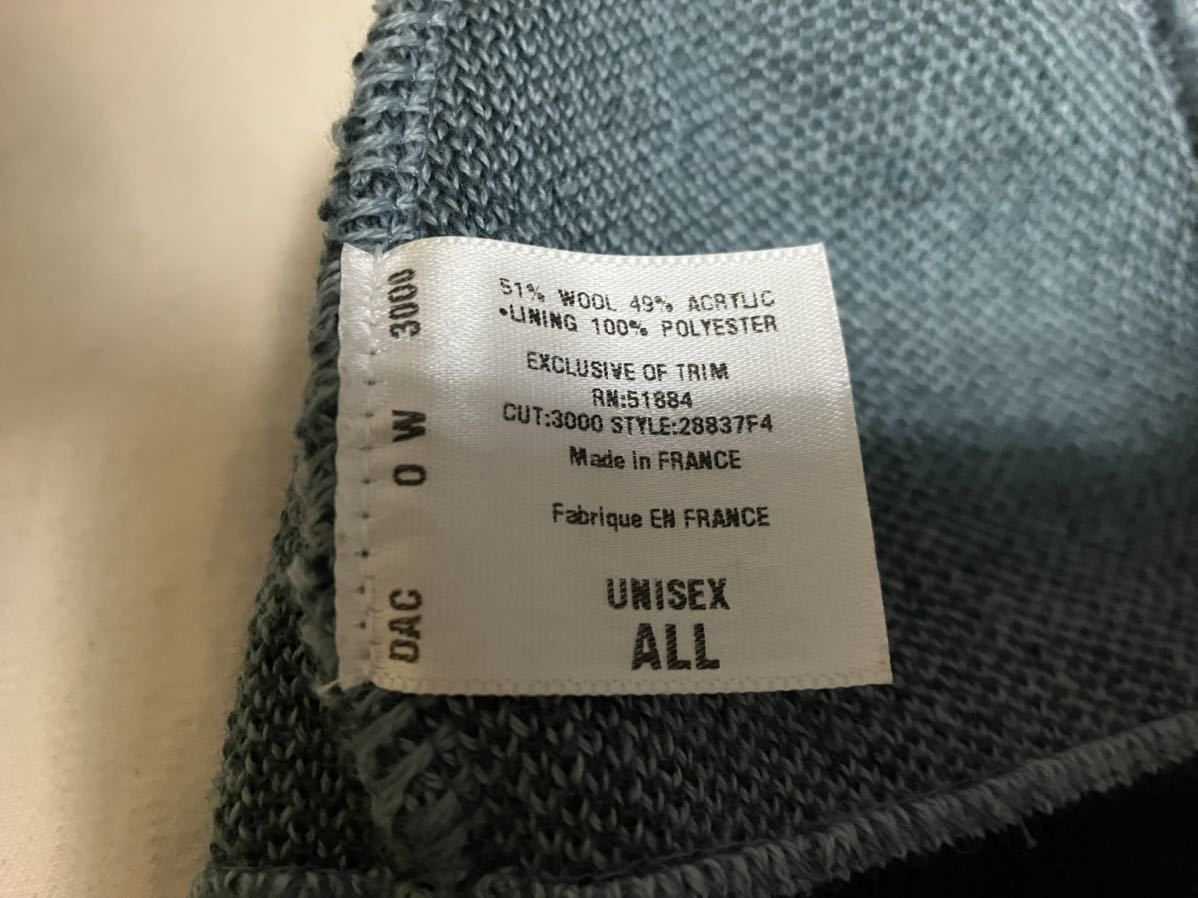 51% WOOL 49% ACRYLIC
•LINING 100% POLYESTER
EXCLUSIVE OF TRIM
RN:51884
CUT:3000 STYLE:28837F4
Made in FRANCE
Fabrique EN FRANCE
UNISEX
ALL
DAC O W 3000